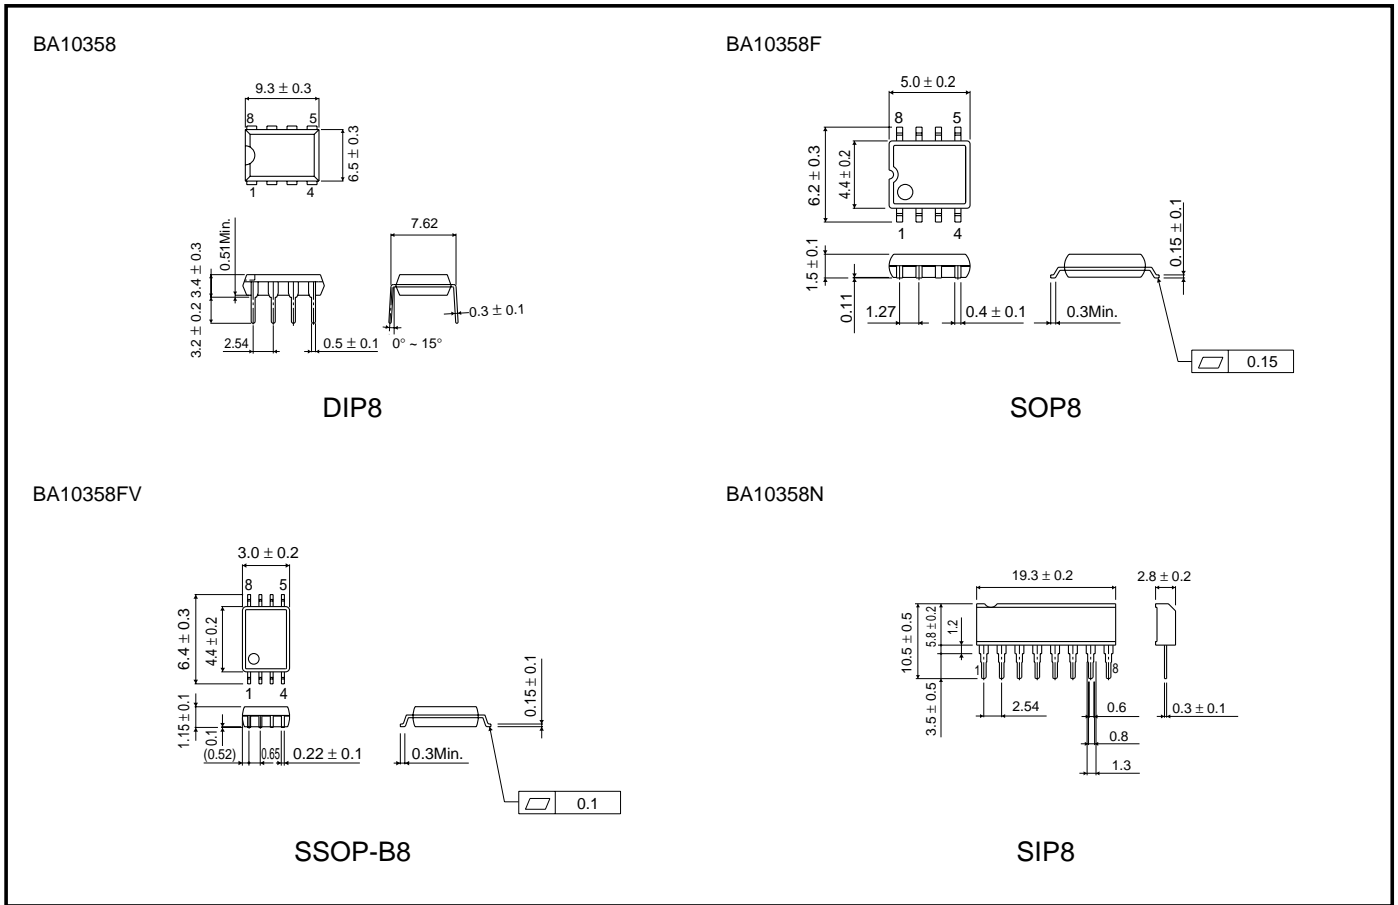 BA10358
9.3 ± 0.3
8 5
6.5 ± 0.3
1 4
0.51Min.
3.2 ± 0.2 3.4 ± 0.3
7.62
2.54
0.5 ± 0.1
0° ~ 15°
0.3 ± 0.1
DIP8
BA10358F
5.0 ± 0.2
8 5
6.2 ± 0.3
4.4 ± 0.2
1 4
1.5 ± 0.1
0.11
1.27
0.4 ± 0.1
0.3Min.
0.15 ± 0.1
0.15
SOP8
BA10358FV
3.0 ± 0.2
8 5
6.4 ± 0.3
4.4 ± 0.2
1 4
1.15 ± 0.1
0.1
(0.52)
0.65
0.22 ± 0.1
0.3Min.
0.15 ± 0.1
0.1
SSOP-B8
BA10358N
19.3 ± 0.2
2.8 ± 0.2
10.5 ± 0.5
5.8 ± 0.2
1.2
1 8
3.5 ± 0.5
2.54
0.6
0.3 ± 0.1
0.8
1.3
SIP8